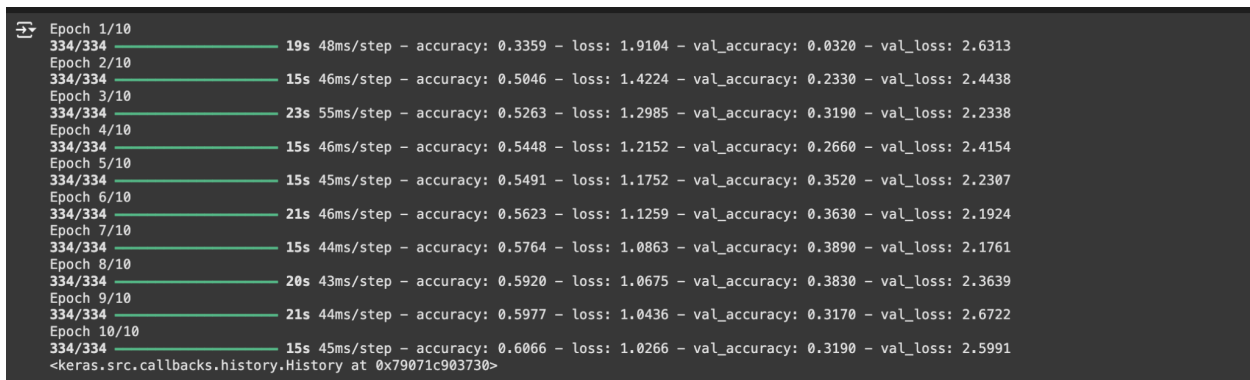 Epoch 1/10
334/334 ━━━━━━━━━━━━━━━━━━━━ 19s 48ms/step – accuracy: 0.3359 – loss: 1.9104 – val_accuracy: 0.0320 – val_loss: 2.6313
Epoch 2/10
334/334 ━━━━━━━━━━━━━━━━━━━━ 15s 46ms/step – accuracy: 0.5046 – loss: 1.4224 – val_accuracy: 0.2330 – val_loss: 2.4438
Epoch 3/10
334/334 ━━━━━━━━━━━━━━━━━━━━ 23s 55ms/step – accuracy: 0.5263 – loss: 1.2985 – val_accuracy: 0.3190 – val_loss: 2.2338
Epoch 4/10
334/334 ━━━━━━━━━━━━━━━━━━━━ 15s 46ms/step – accuracy: 0.5448 – loss: 1.2152 – val_accuracy: 0.2660 – val_loss: 2.4154
Epoch 5/10
334/334 ━━━━━━━━━━━━━━━━━━━━ 15s 45ms/step – accuracy: 0.5491 – loss: 1.1752 – val_accuracy: 0.3520 – val_loss: 2.2307
Epoch 6/10
334/334 ━━━━━━━━━━━━━━━━━━━━ 21s 46ms/step – accuracy: 0.5623 – loss: 1.1259 – val_accuracy: 0.3630 – val_loss: 2.1924
Epoch 7/10
334/334 ━━━━━━━━━━━━━━━━━━━━ 15s 44ms/step – accuracy: 0.5764 – loss: 1.0863 – val_accuracy: 0.3890 – val_loss: 2.1761
Epoch 8/10
334/334 ━━━━━━━━━━━━━━━━━━━━ 20s 43ms/step – accuracy: 0.5920 – loss: 1.0675 – val_accuracy: 0.3830 – val_loss: 2.3639
Epoch 9/10
334/334 ━━━━━━━━━━━━━━━━━━━━ 21s 44ms/step – accuracy: 0.5977 – loss: 1.0436 – val_accuracy: 0.3170 – val_loss: 2.6722
Epoch 10/10
334/334 ━━━━━━━━━━━━━━━━━━━━ 15s 45ms/step – accuracy: 0.6066 – loss: 1.0266 – val_accuracy: 0.3190 – val_loss: 2.5991
<keras.src.callbacks.history.History at 0x79071c903730>